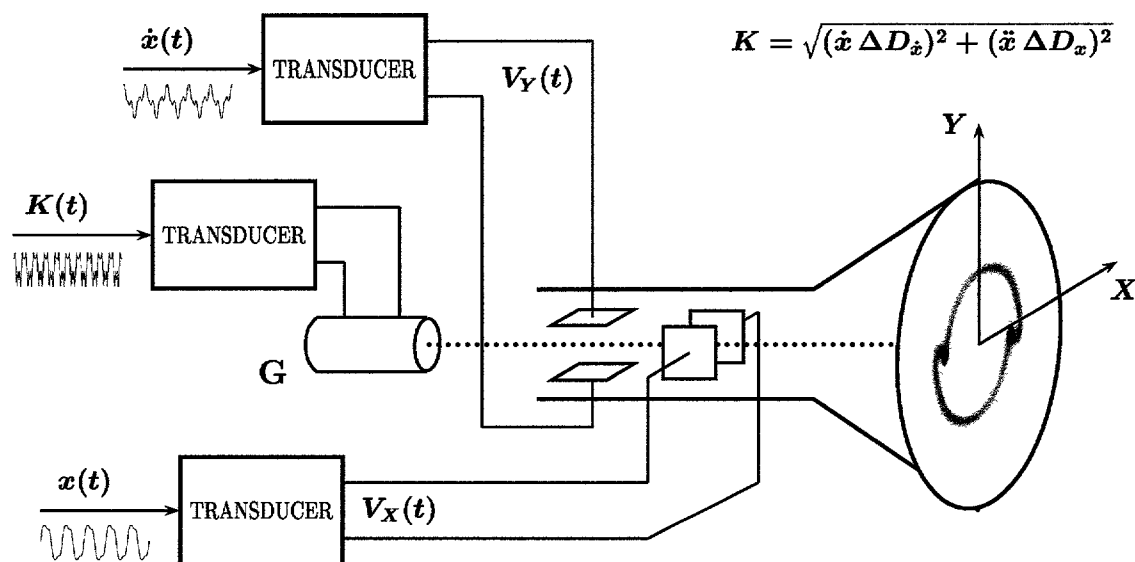 ẋ(t)
TRANSDUCER
V_Y(t)
K = √((ẋ ΔD_ẋ)² + (ẍ ΔD_x)²)
Y
K(t)
TRANSDUCER
X
G
x(t)
TRANSDUCER
V_X(t)